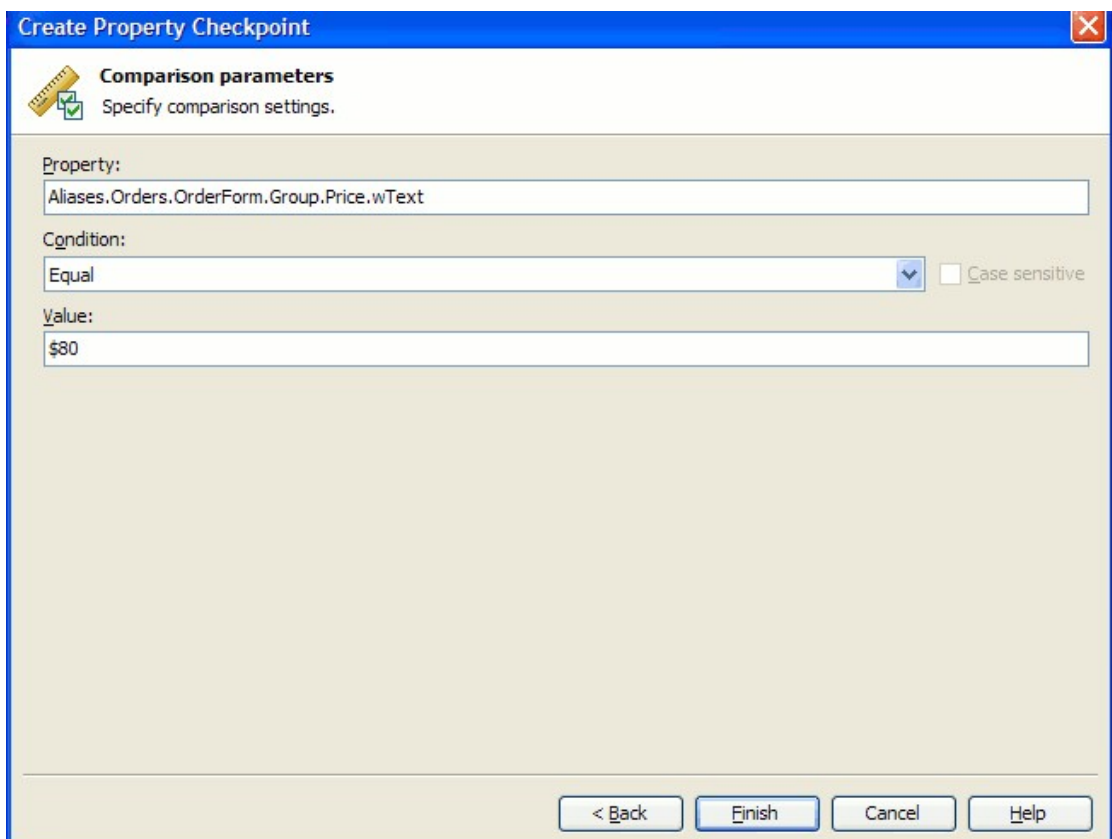 Create Property Checkpoint
Comparison parameters
Specify comparison settings.
Property:
Aliases.Orders.OrderForm.Group.Price.wText
Condition:
Equal
Case sensitive
Value:
$80
< Back Finish Cancel Help